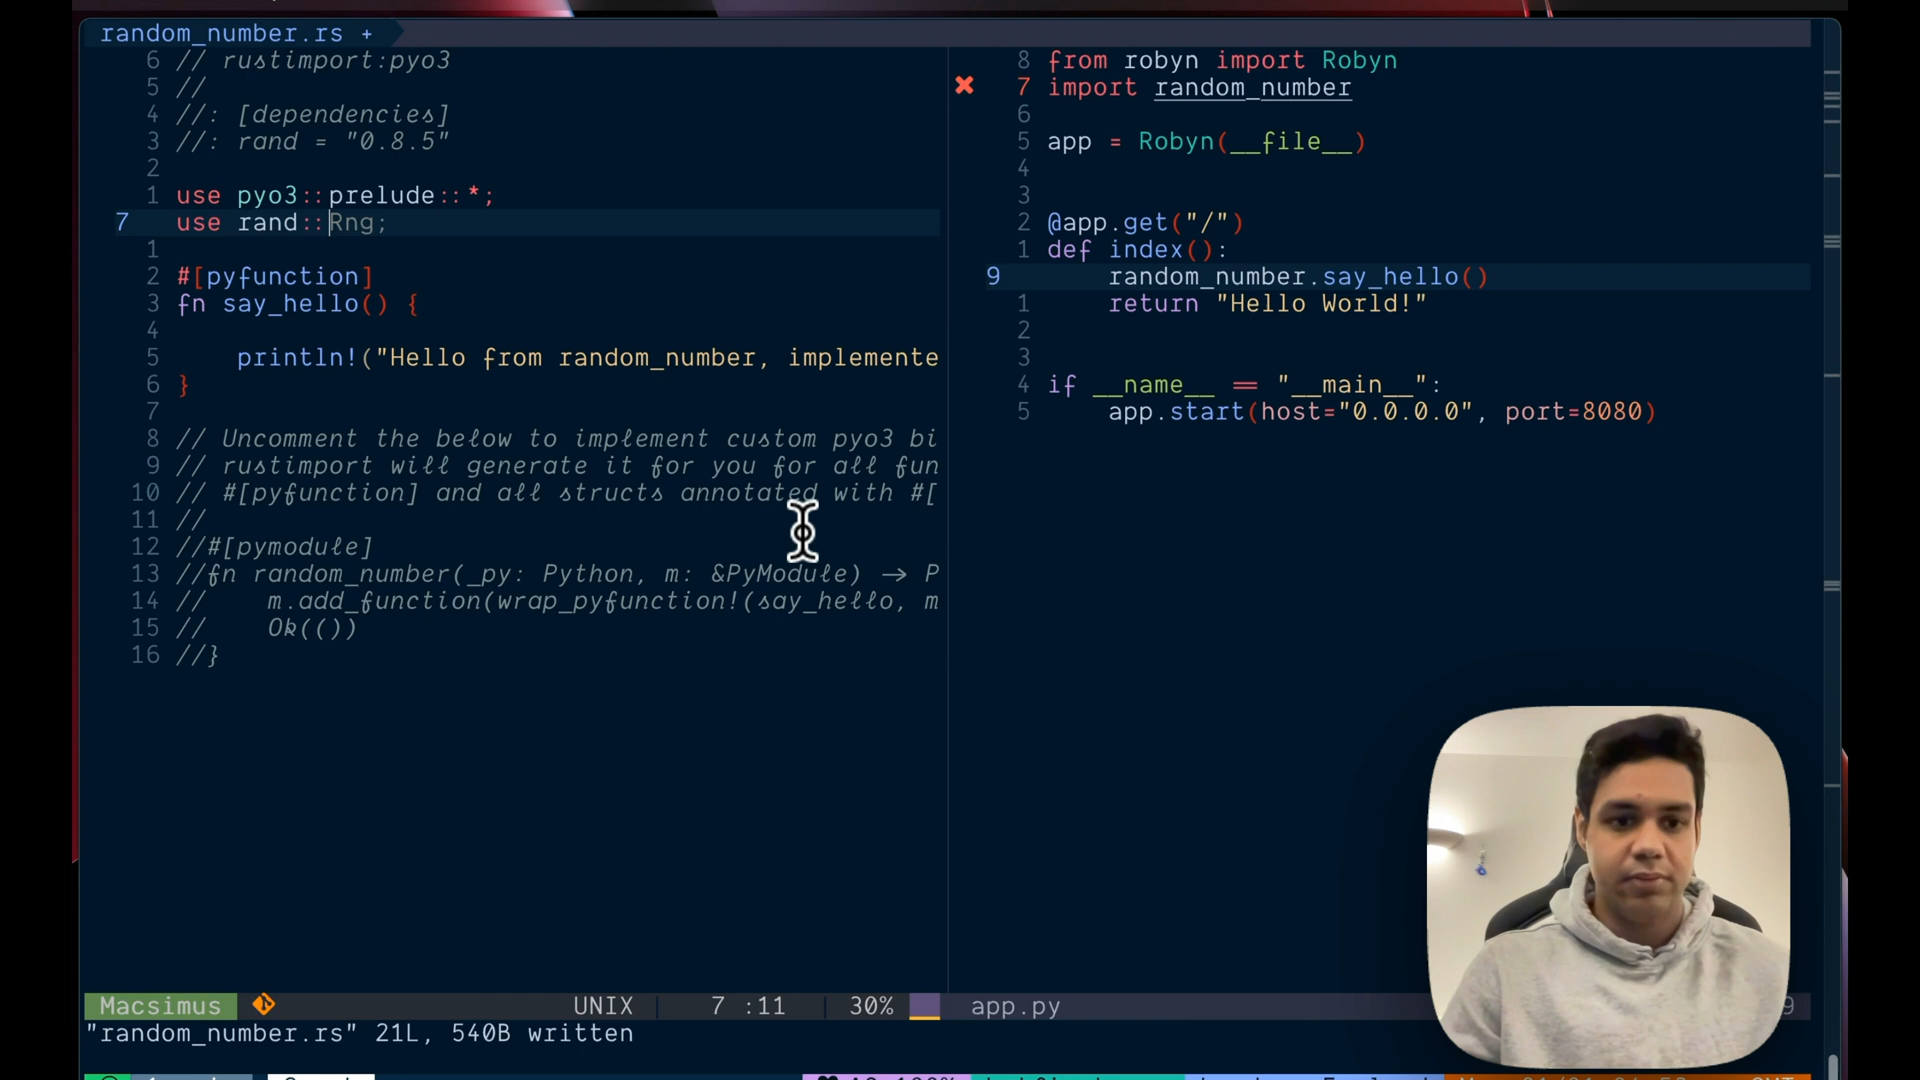 random_number.rs +
6 // rustimport:pyo3
5 //
4 //: [dependencies]
3 //: rand = "0.8.5"
2
1 use pyo3::prelude::*;
7 use rand::Rng;
1
2 #[pyfunction]
3 fn say_hello() {
4
5 println!("Hello from random_number, implemente
6 }
7
8 // Uncomment the below to implement custom pyo3 bi
9 // rustimport will generate it for you for all fun
10 // #[pyfunction] and all structs annotated with #[
11 //
12 //#[pymodule]
13 //fn random_number(_py: Python, m: &PyModule) → P
14 // m.add_function(wrap_pyfunction!(say_hello, m
15 // Ok(())
16 //}
8 from robyn import Robyn
7 import random_number
6
5 app = Robyn(__file__)
4
3
2 @app.get("/")
1 def index():
9 random_number.say_hello()
1 return "Hello World!"
2
3
4 if __name__ == "__main__":
5 app.start(host="0.0.0.0", port=8080)
Macsimus UNIX 7 :11 30% app.py 9
"random_number.rs" 21L, 540B written